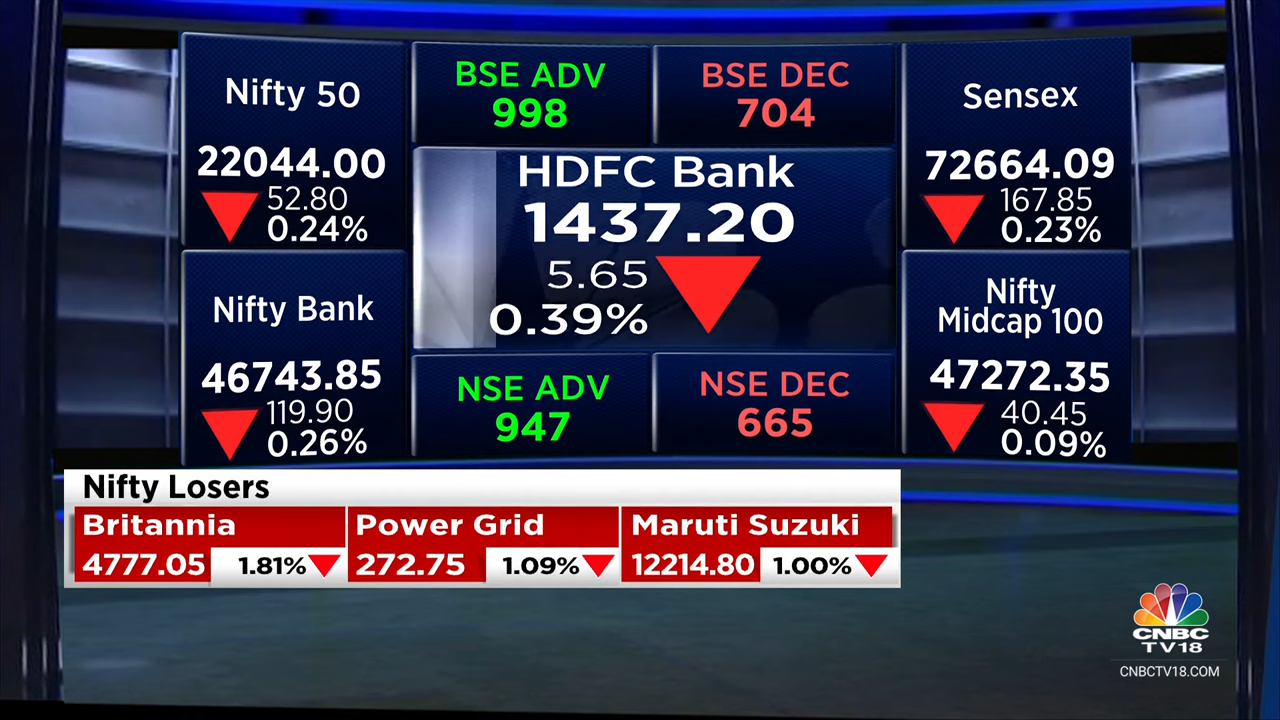 Nifty 50
22044.00
52.80
0.24%
BSE ADV
998
BSE DEC
704
Sensex
72664.09
167.85
0.23%
HDFC Bank
1437.20
5.65
0.39%
Nifty Bank
46743.85
119.90
0.26%
NSE ADV
947
NSE DEC
665
Nifty
Midcap 100
47272.35
40.45
0.09%
Nifty Losers
Britannia
4777.05 1.81%
Power Grid
272.75 1.09%
Maruti Suzuki
12214.80 1.00%
CNBC
TV18
CNBCTV18.COM